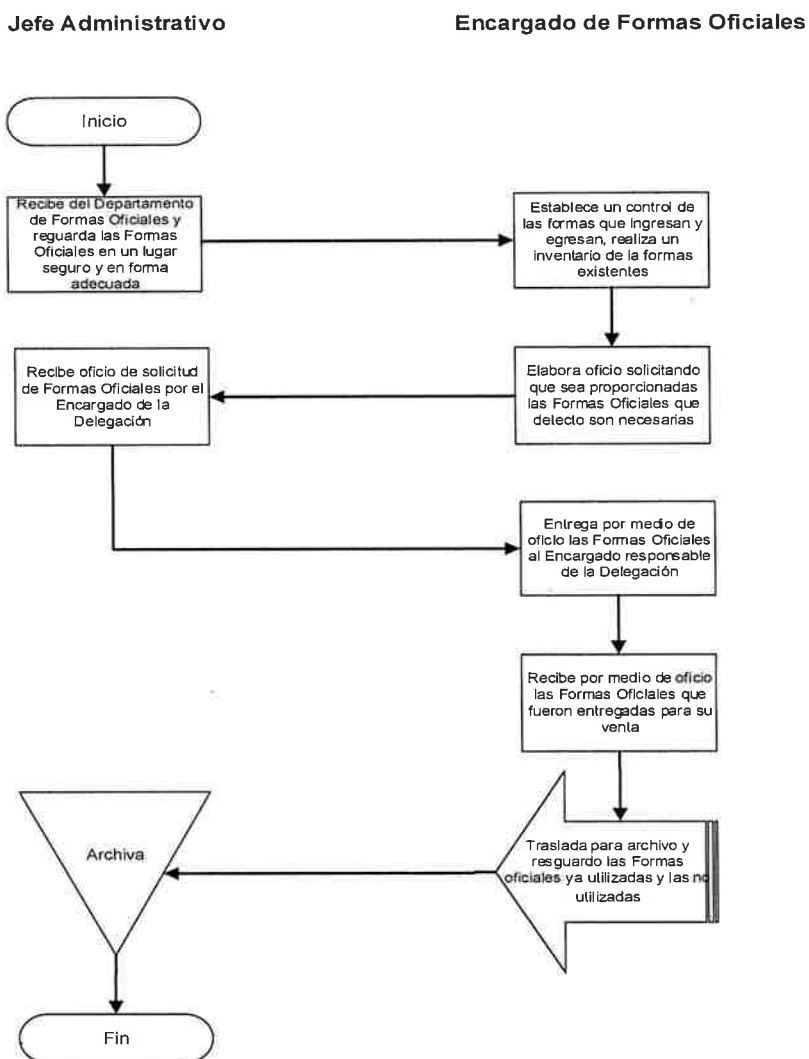 Jefe Administrativo
Encargado de Formas Oficiales
Inicio
Recibe del Departamento
de Formas Oficiales y
reguarda las Formas
Oficiales en un lugar
seguro y en forma
adecuada
Establece un control de
las formas que ingresan y
egresan, realiza un
inventario de la formas
existentes
Elabora oficio solicitando
que sea proporcionadas
las Formas Oficiales que
detecto son necesarias
Recibe oficio de solicitud
de Formas Oficiales por el
Encargado de la
Delegación
Entrega por medio de
oficio las Formas Oficiales
al Encargado responsable
de la Delegación
Recibe por medio de oficio
las Formas Oficiales que
fueron entregadas para su
venta
Traslada para archivo y
resguardo las Formas
oficiales ya utilizadas y las no
utilizadas
Archiva
Fin